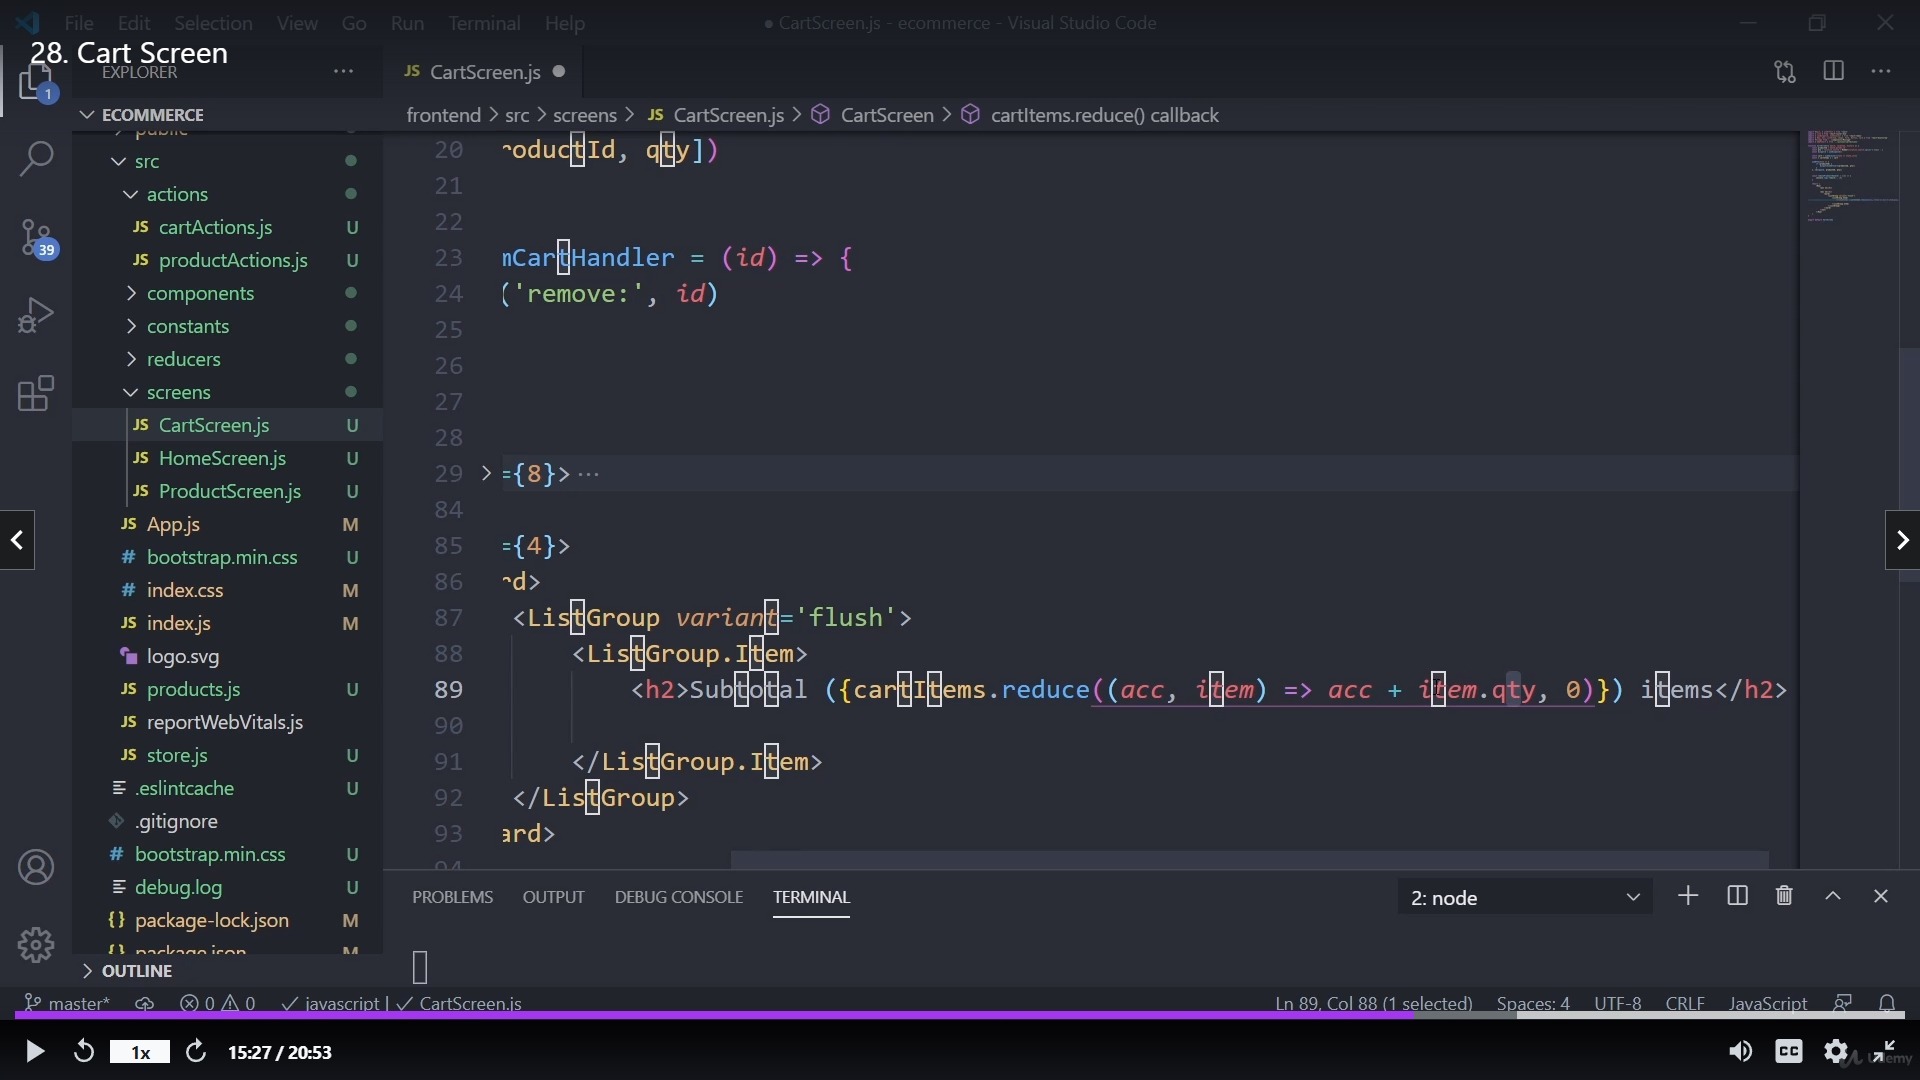 File Edit Selection View Go Run Terminal Help
● CartScreen.js - ecommerce - Visual Studio Code
28. Cart Screen
EXPLORER
JS CartScreen.js
ECOMMERCE
frontend > src > screens > JS CartScreen.js > CartScreen > cartItems.reduce() callback
public
src
actions
JS cartActions.js U
JS productActions.js U
components
constants
reducers
screens
JS CartScreen.js U
JS HomeScreen.js U
JS ProductScreen.js U
JS App.js M
# bootstrap.min.css U
# index.css M
JS index.js M
logo.svg
JS products.js U
JS reportWebVitals.js
JS store.js U
.eslintcache U
.gitignore
# bootstrap.min.css U
debug.log U
{} package-lock.json M
{} package.json M
OUTLINE
1
39
20 roductId, qty])
21
22
23 mCartHandler = (id) => {
24 ('remove:', id)
25
26
27
28
29 ={8}> ...
84
85 ={4}>
86 rd>
87 <ListGroup variant='flush'>
88 <ListGroup.Item>
89 <h2>Subtotal ({cartItems.reduce((acc, item) => acc + item.qty, 0)}) items</h2>
90
91 </ListGroup.Item>
92 </ListGroup>
93 ard>
94
PROBLEMS OUTPUT DEBUG CONSOLE TERMINAL
2: node
master* 0 0 javascript | CartScreen.js
Ln 89, Col 88 (1 selected) Spaces: 4 UTF-8 CRLF JavaScript
1x 15:27 / 20:53
CC
Udemy